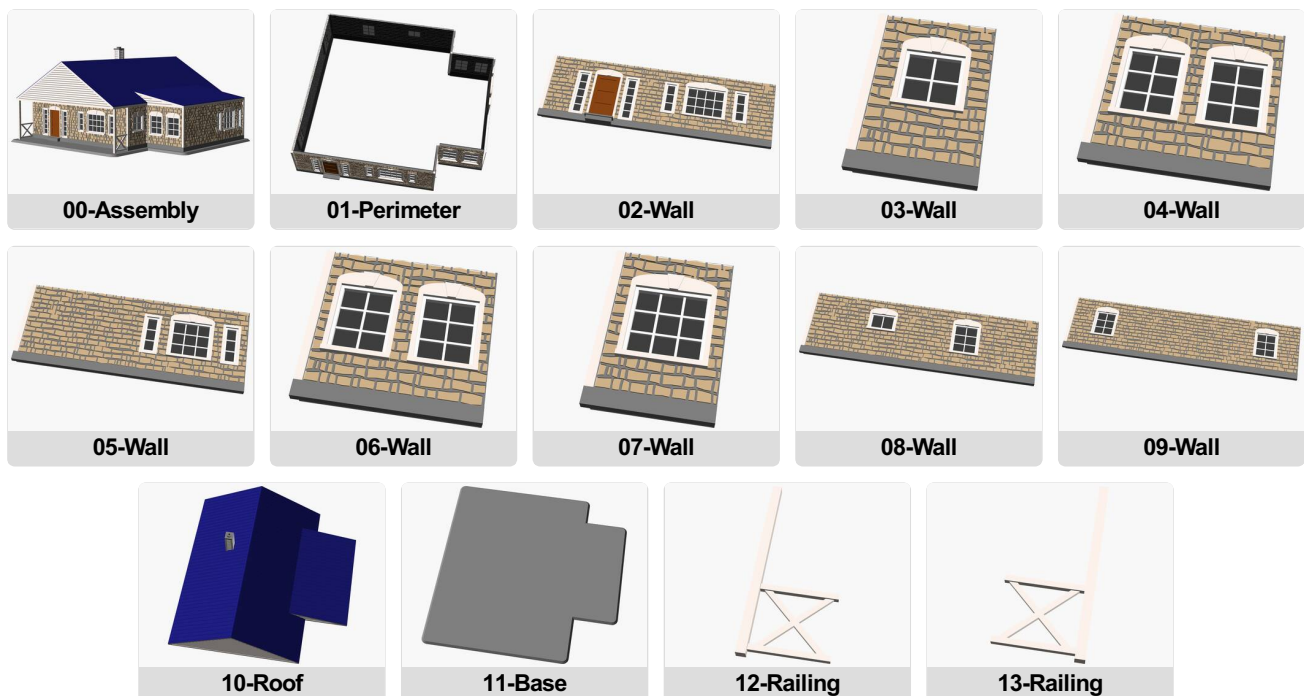 00-Assembly
01-Perimeter
02-Wall
03-Wall
04-Wall
05-Wall
06-Wall
07-Wall
08-Wall
09-Wall
10-Roof
11-Base
12-Railing
13-Railing